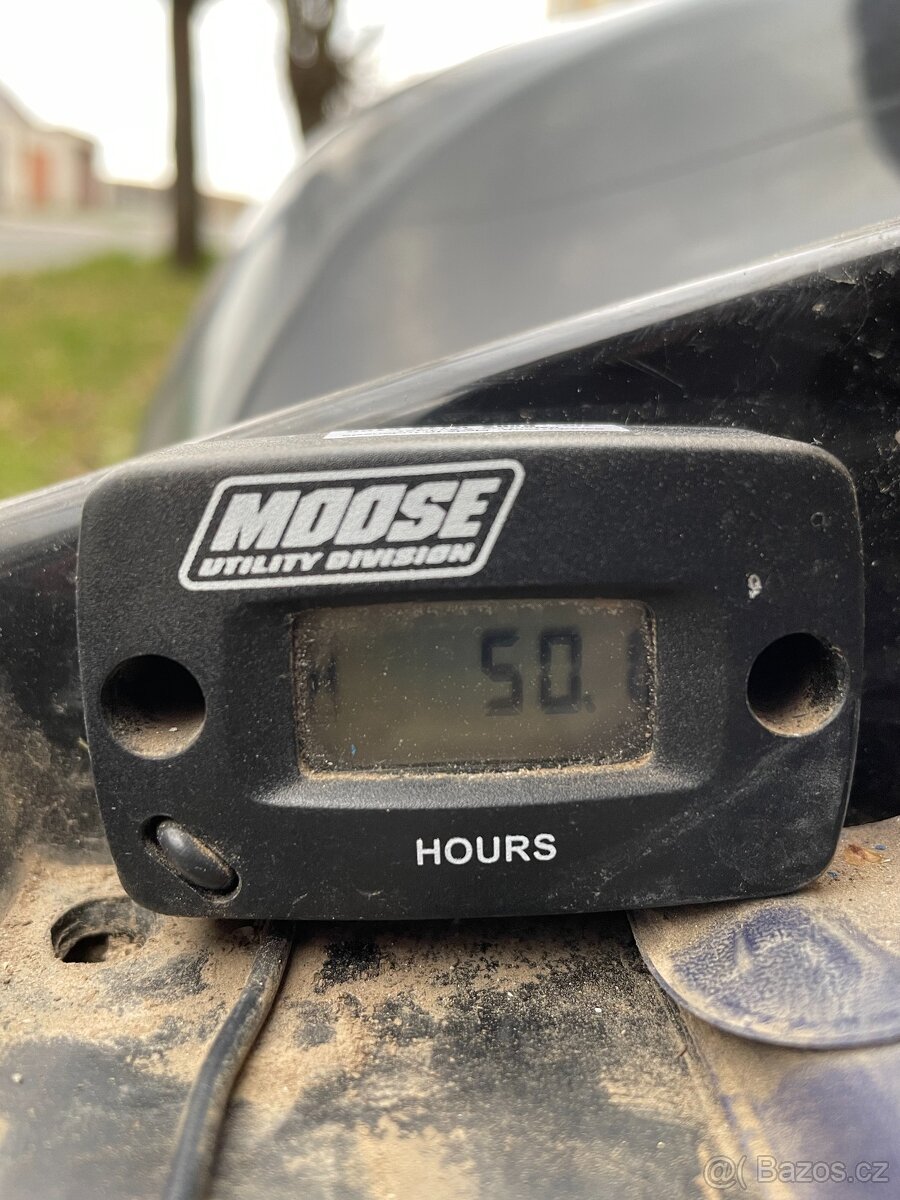 MOOSE
UTILITY DIVISION
H 50.
HOURS
@( Bazos.cz